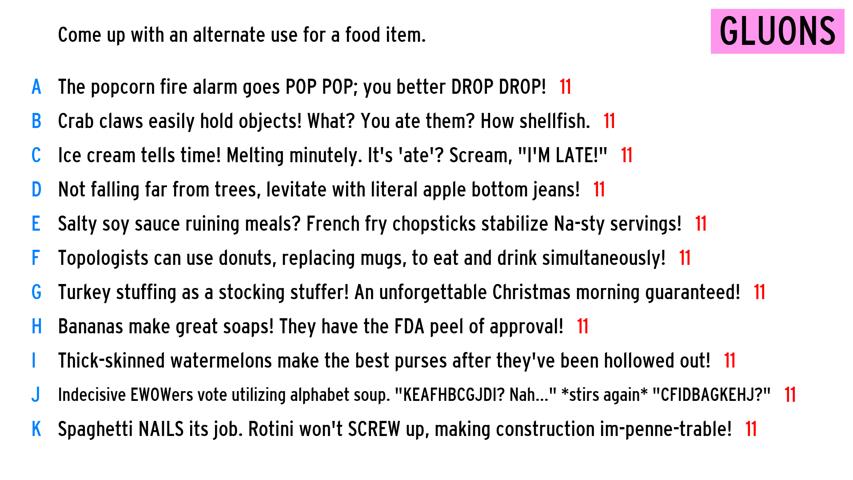 Come up with an alternate use for a food item.
GLUONS
A The popcorn fire alarm goes POP POP; you better DROP DROP! 11
B Crab claws easily hold objects! What? You ate them? How shellfish. 11
C Ice cream tells time! Melting minutely. It's 'ate'? Scream, "I'M LATE!" 11
D Not falling far from trees, levitate with literal apple bottom jeans! 11
E Salty soy sauce ruining meals? French fry chopsticks stabilize Na-sty servings! 11
F Topologists can use donuts, replacing mugs, to eat and drink simultaneously! 11
G Turkey stuffing as a stocking stuffer! An unforgettable Christmas morning guaranteed! 11
H Bananas make great soaps! They have the FDA peel of approval! 11
I Thick-skinned watermelons make the best purses after they've been hollowed out! 11
J Indecisive EWOWers vote utilizing alphabet soup. "KEAFHBCGJDI? Nah..." *stirs again* "CFIDBAGKEHJ?" 11
K Spaghetti NAILS its job. Rotini won't SCREW up, making construction im-penne-trable! 11